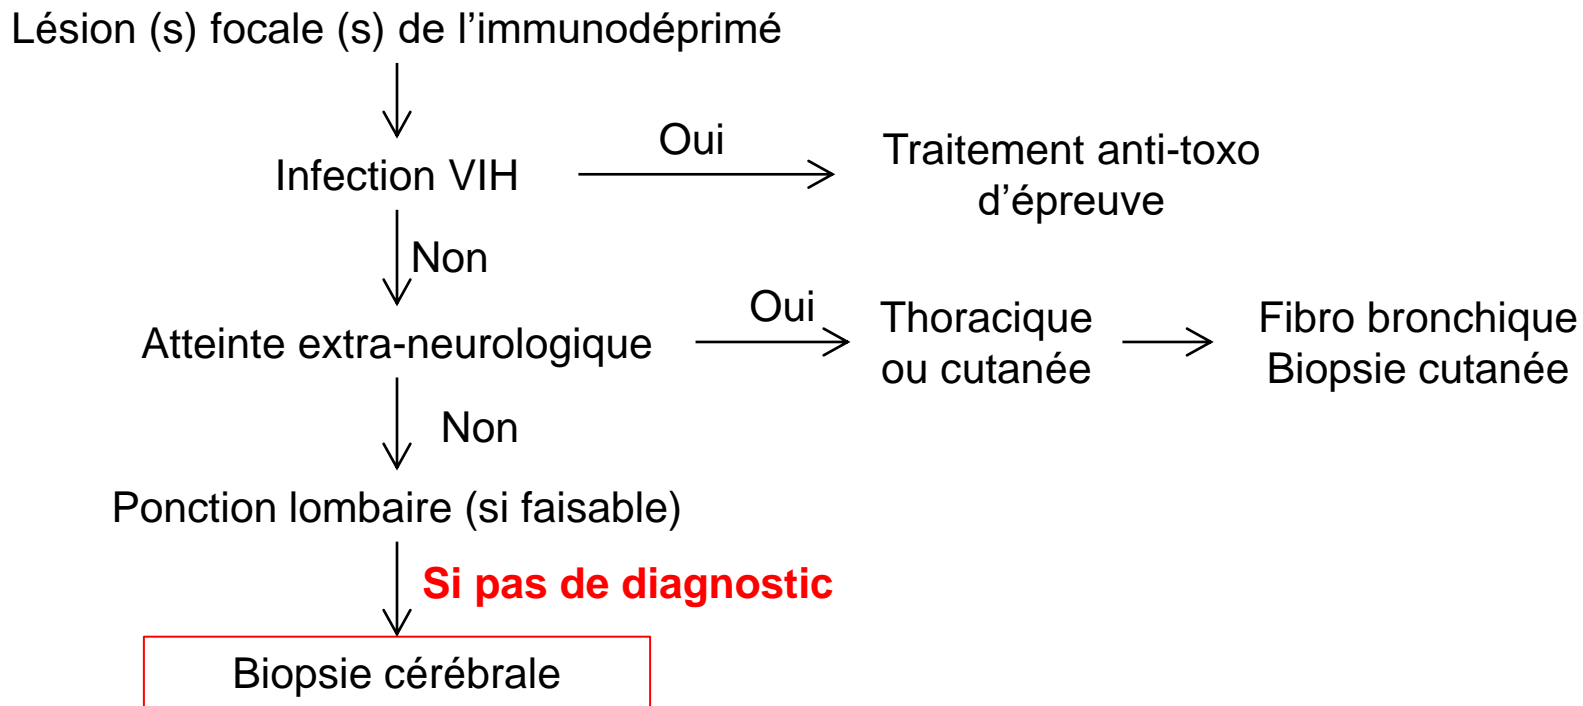 Lésion (s) focale (s) de l’immunodéprimé
Oui
Infection VIH
Traitement anti-toxo
d’épreuve
Non
Oui
Atteinte extra-neurologique
Thoracique
ou cutanée
Fibro bronchique
Biopsie cutanée
Non
Ponction lombaire (si faisable)
Si pas de diagnostic
Biopsie cérébrale